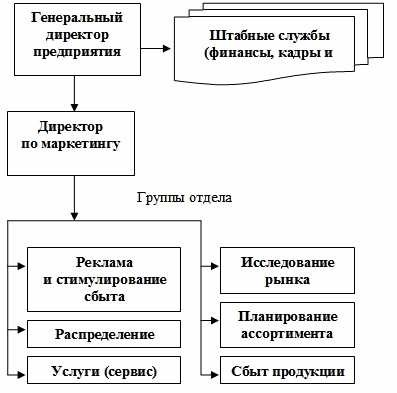 Генеральный
директор
предприятия
Штабные службы
(финансы, кадры и
Директор
по маркетингу
Группы отдела
Реклама
и стимулирование
сбыта
Распределение
Услуги (сервис)
Исследование
рынка
Планирование
ассортимента
Сбыт продукции